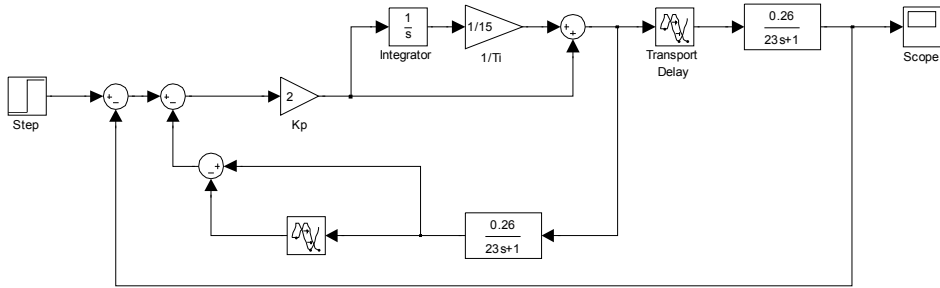 1
s
Integrator
1/15
1/Ti
+
+
Transport
Delay
0.26
23s+1
Scope
Step
+
−
+
−
2
Kp
+
−
0.26
23s+1